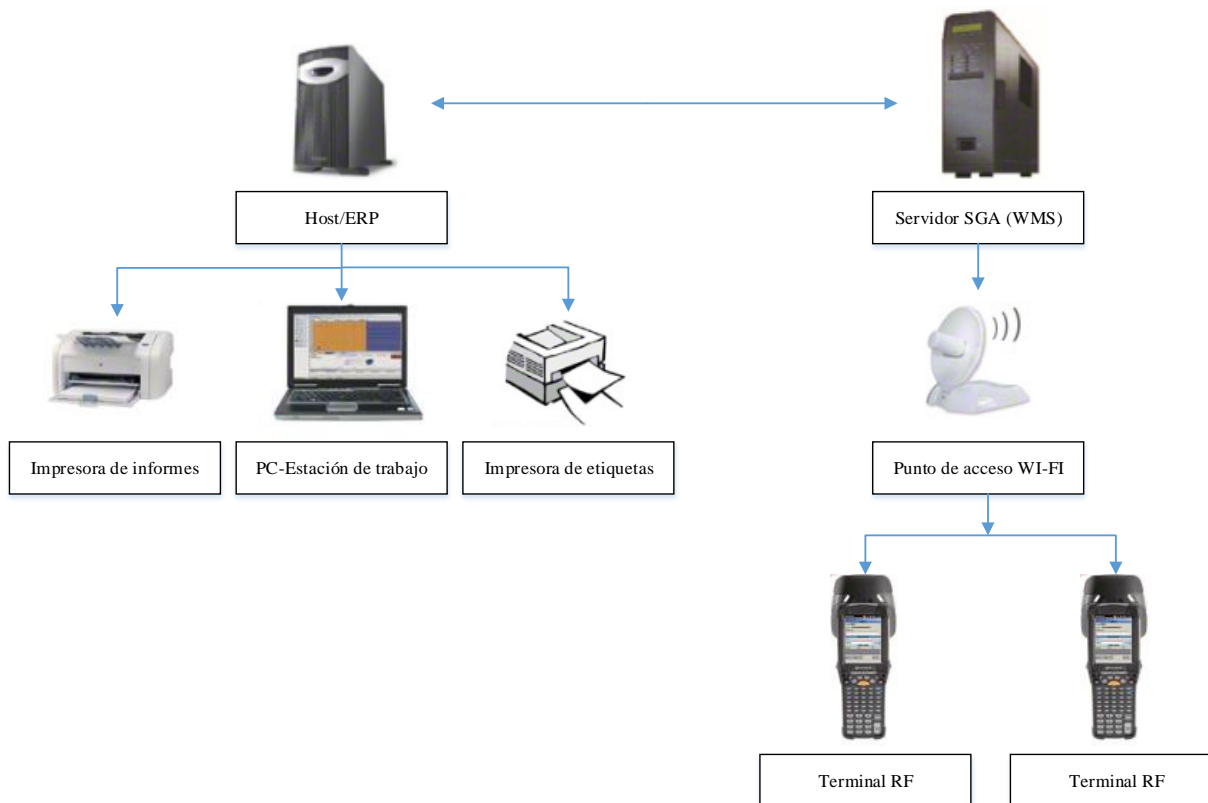 Host/ERP
Servidor SGA (WMS)
Impresora de informes
PC-Estación de trabajo
Impresora de etiquetas
Punto de acceso WI-FI
Terminal RF
Terminal RF